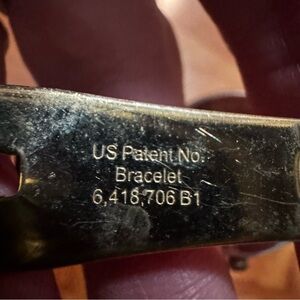 US Patent No.
Bracelet
6,418,706 B1